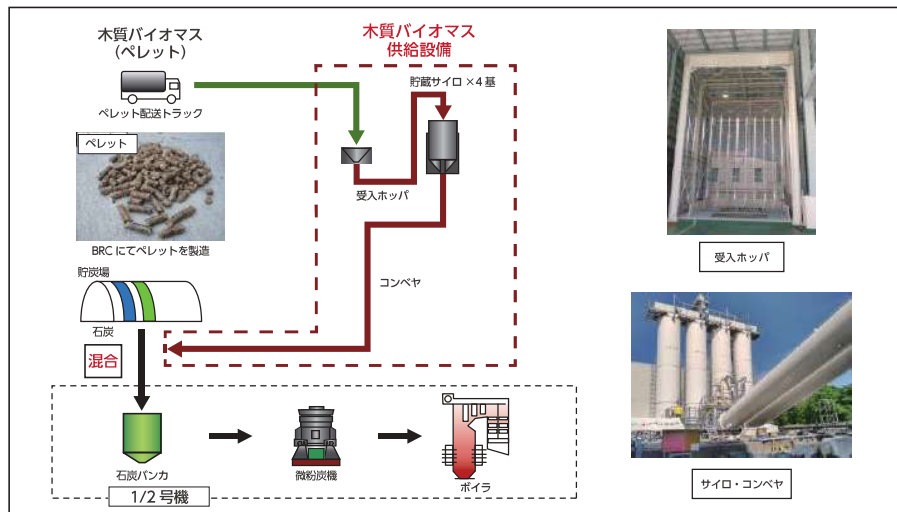 木質バイオマス
(ペレット)
ペレット配送トラック
ペレット
BRCにてペレットを製造
木質バイオマス
供給設備
貯蔵サイロ×4基
受入ホッパ
コンベヤ
貯炭場
石炭
混合
石炭バンカ
微粉炭機
ボイラ
1/2号機
受入ホッパ
サイロ・コンベヤ